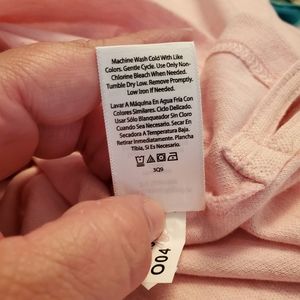 Machine Wash Cold With Like
Colors. Gentle Cycle. Use Only Non-
Chlorine Bleach When Needed.
Tumble Dry Low. Remove Promptly.
Low Iron If Needed.
Lavar A Máquina En Agua Fría Con
Colores Similares. Ciclo Delicado.
Usar Sólo Blanqueador Sin Cloro
Cuando Sea Necesario. Secar En
Secadora A Temperatura Baja.
Retirar Inmediatamente. Plancha
Tibia, Si Es Necesario.
3Q9
O04